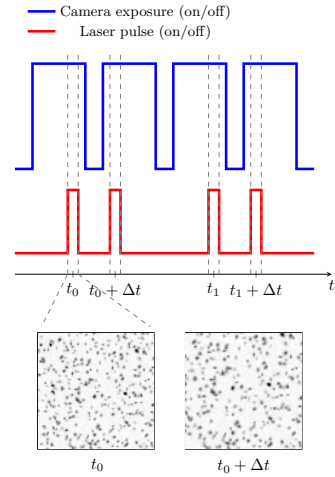 Camera exposure (on/off)
Laser pulse (on/off)
t₀ t₀ + Δt t₁ t₁ + Δt t
t₀ t₀ + Δt